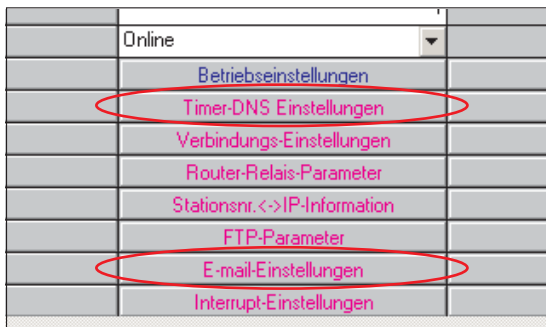 Online
Betriebseinstellungen
Timer-DNS Einstellungen
Verbindungs-Einstellungen
Router-Relais-Parameter
Stationsnr.<->IP-Information
FTP-Parameter
E-mail-Einstellungen
Interrupt-Einstellungen